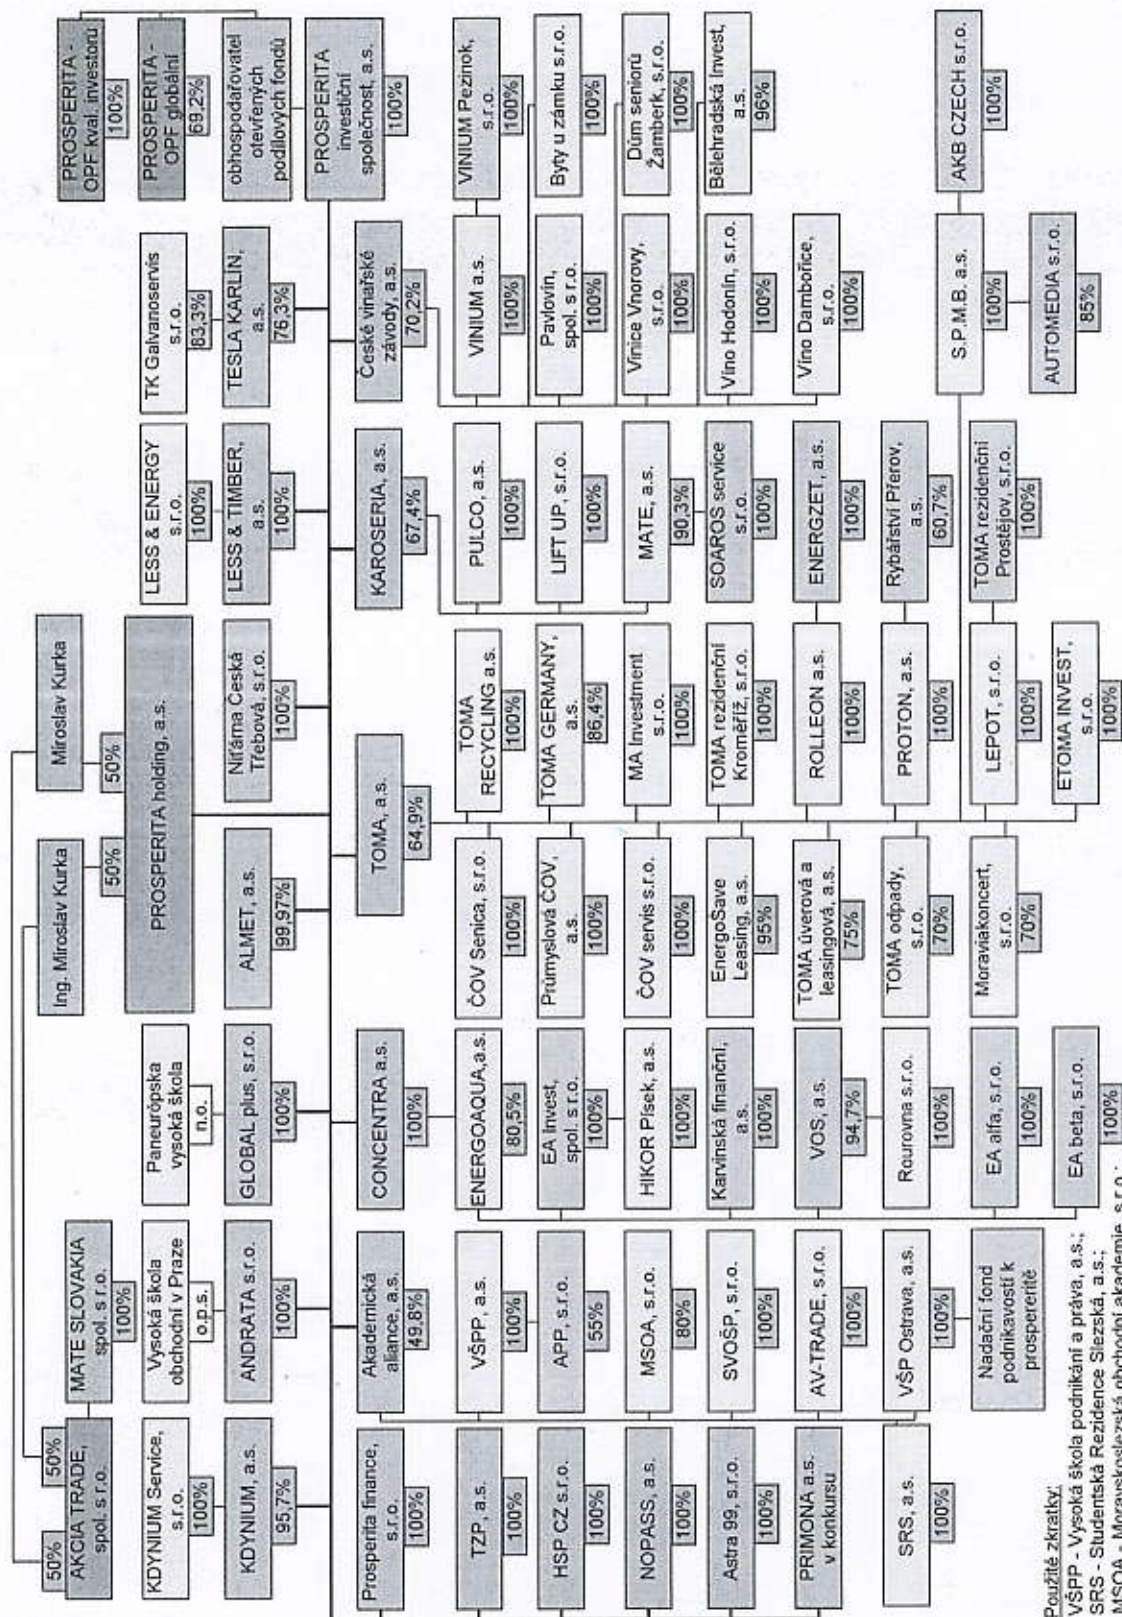 Ing. Miroslav Kurka
Miroslav Kurka
50%
50%
PROSPERITA holding, a.s.
50%
50%
AKCIA TRADE,
spol. s r.o.
MATE SLOVAKIA
spol. s r.o.
100%
KDYNIUM Service,
s.r.o.
100%
Vysoká škola
obchodní v Praze
o.p.s.
Paneurópska
vysoká škola
n.o.
LESS & ENERGY
s.r.o.
100%
TK Galvanoservis
s.r.o.
83,3%
PROSPERITA -
OPF kval. investorů
100%
PROSPERITA -
OPF globální
69,2%
obhospodařovatel
otevřených
podílových fondů
KDYNIUM, a.s.
95,7%
ANDRATA s.r.o.
100%
GLOBAL plus, s.r.o.
100%
ALMET, a.s.
99,97%
Niťárna Česká
Třebová, s.r.o.
100%
LESS & TIMBER,
a.s.
100%
TESLA KARLÍN,
a.s.
76,3%
PROSPERITA
investiční
společnost, a.s.
100%
Prosperita finance,
s.r.o.
100%
Akademická
aliance, a.s.
49,8%
CONCENTRA a.s.
100%
TOMA, a.s.
64,9%
KAROSERIA, a.s.
67,4%
České vinařské
závody, a.s.
70,2%
TZP, a.s.
100%
VŠPP, a.s.
100%
ENERGOAQUA,a.s.
80,5%
ČOV Senica, s.r.o.
100%
TOMA
RECYCLING a.s.
100%
PULCO, a.s.
100%
VINIUM a.s.
100%
VINIUM Pezinok,
s.r.o.
100%
HSP CZ s.r.o.
100%
APP, s.r.o.
55%
EA Invest,
spol. s r.o.
100%
Průmyslová ČOV,
a.s
100%
TOMA GERMANY,
a.s.
86,4%
LIFT UP, s.r.o.
100%
Pavlovín,
spol. s r.o.
100%
Byty u zámku s.r.o.
100%
NOPASS, a.s.
100%
MSOA, s.r.o.
80%
HIKOR Písek, a.s.
100%
ČOV servis s.r.o.
100%
MA Investment
s.r.o.
100%
MATE, a.s.
90,3%
Vinice Vnorovy,
s.r.o.
100%
Dům seniorů
Žamberk, s.r.o.
100%
Astra 99, s.r.o.
100%
SVOŠP, s.r.o.
100%
Karvinská finanční,
a.s.
100%
EnergoSave
Leasing, a.s.
95%
TOMA rezidenční
Kroměříž, s.r.o.
100%
SOAROS service
s.r.o.
100%
Víno Hodonín, s.r.o.
100%
Bělehradská Invest,
a.s.
96%
PRIMONA a.s.
v konkursu
AV-TRADE, s.r.o.
100%
VOS, a.s.
94,7%
TOMA úverová a
leasingová, a.s.
75%
ROLLEON a.s.
100%
ENERGZET, a.s.
100%
Víno Dambořice,
s.r.o.
100%
SRS, a.s
100%
VŠP Ostrava, a.s.
100%
Rourovna s.r.o.
100%
TOMA odpady,
s.r.o.
70%
PROTON, a.s.
100%
Rybářství Přerov,
a.s.
60,7%
Nadační fond
podnikavosti k
prospereritě
EA alfa, s.r.o.
100%
Moraviakoncert,
s.r.o.
70%
LEPOT, s.r.o.
100%
TOMA rezidenční
Prostějov, s.r.o.
100%
S.P.M.B. a.s.
100%
AKB CZECH s.r.o.
100%
EA beta, s.r.o.
100%
ETOMA INVEST,
s.r.o.
100%
AUTOMEDIA s.r.o.
85%
Použité zkratky:
VŠPP - Vysoká škola podnikání a práva, a.s.;
SRS - Studentská Rezidence Slezská, a.s.;
MSOA - Moravskoslezská obchodní akademie, s.r.o.;